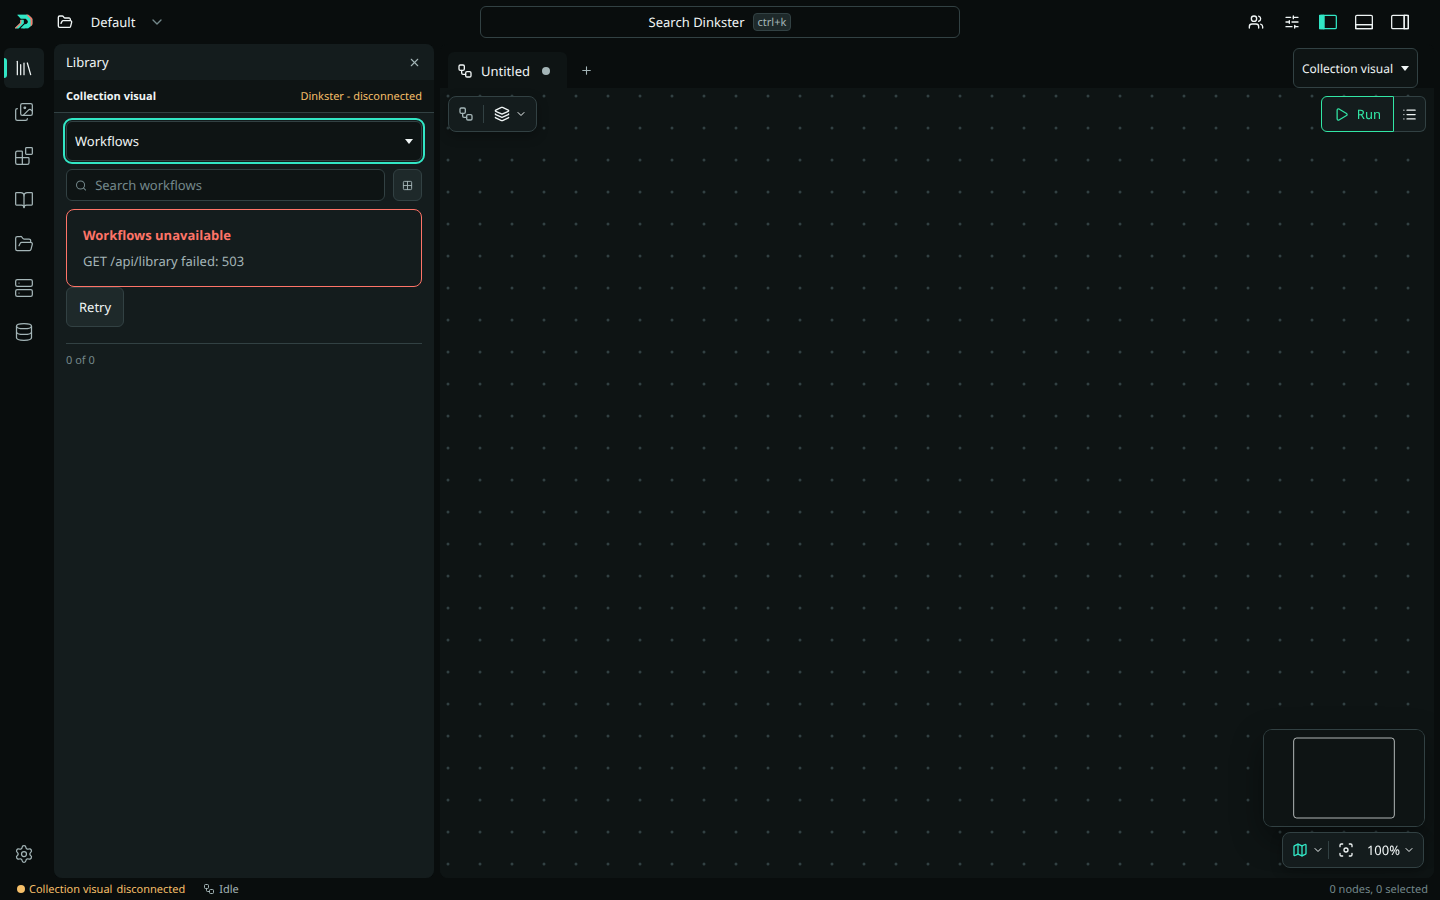 Default
Search Dinkster ctrl+k
Library
Collection visual
Dinkster - disconnected
Workflows
Search workflows
Workflows unavailable
GET /api/library failed: 503
Retry
0 of 0
Untitled
Collection visual
Run
100%
Collection visual disconnected
Idle
0 nodes, 0 selected